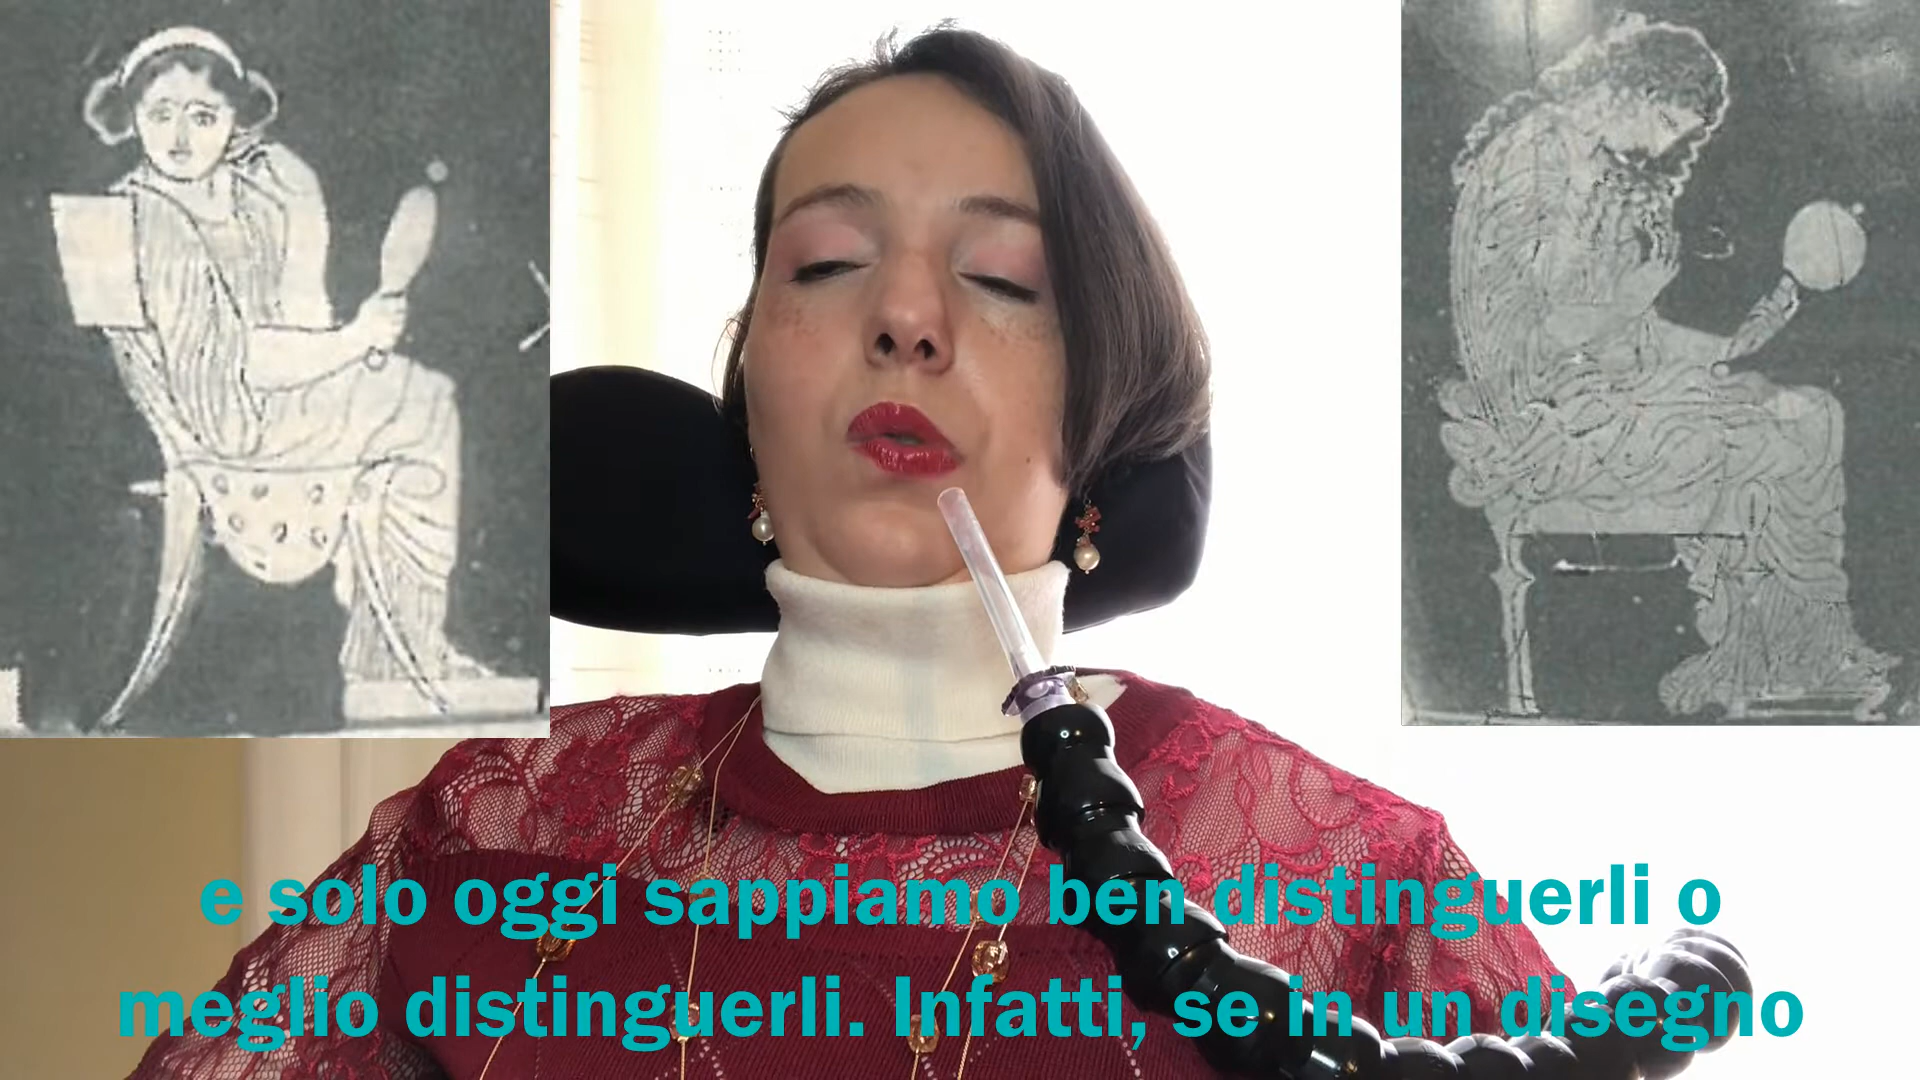 e solo oggi sappiamo ben distinguerli o
meglio distinguerli. Infatti, se in un disegno